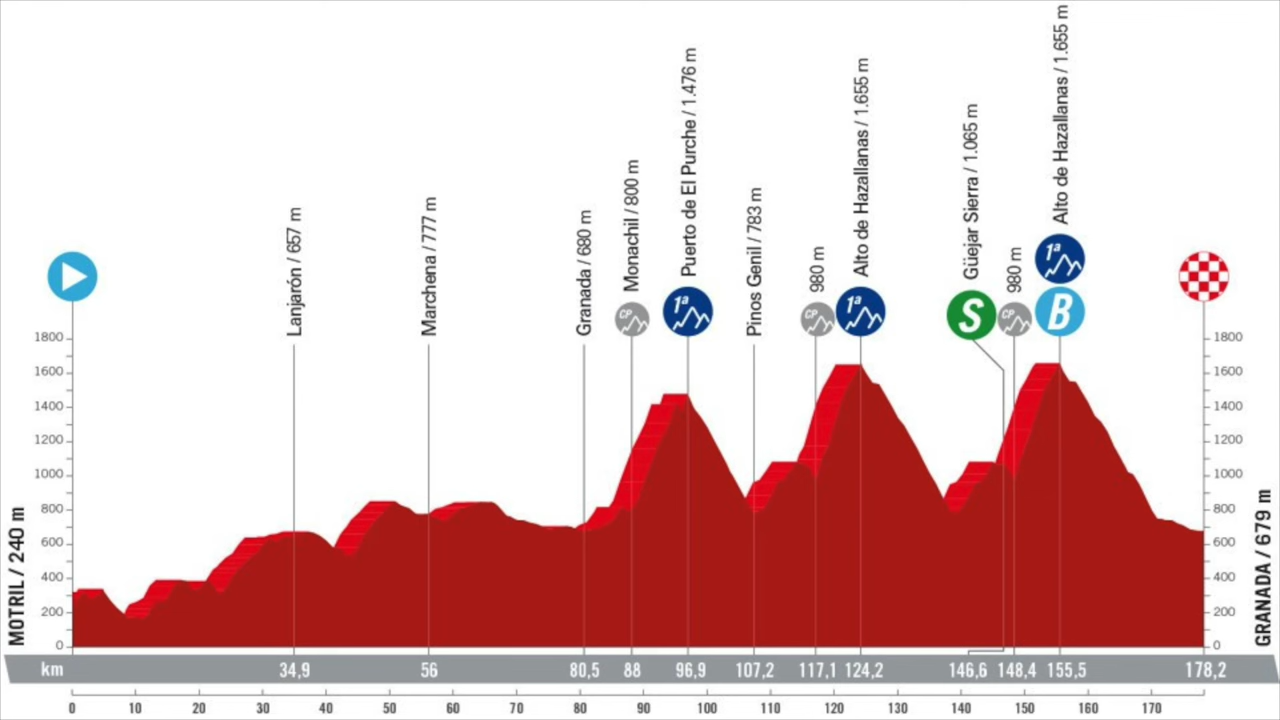 Lanjarón / 657 m
Marchena / 777 m
Granada / 680 m
Monachil / 800 m
CP
Puerto de El Purche / 1.476 m
1ª
Pinos Genil / 783 m
980 m
CP
Alto de Hazallanas / 1.655 m
1ª
Güejar Sierra / 1.065 m
S
980 m
CP
Alto de Hazallanas / 1.655 m
1ª
B
MOTRIL / 240 m
1800
1600
1400
1200
1000
800
600
400
200
0
1800
1600
1400
1200
1000
800
600
400
200
0
GRANADA / 679 m
km 34,9 56 80,5 88 96,9 107,2 117,1 124,2 146,6 148,4 155,5 178,2
0 10 20 30 40 50 60 70 80 90 100 110 120 130 140 150 160 170